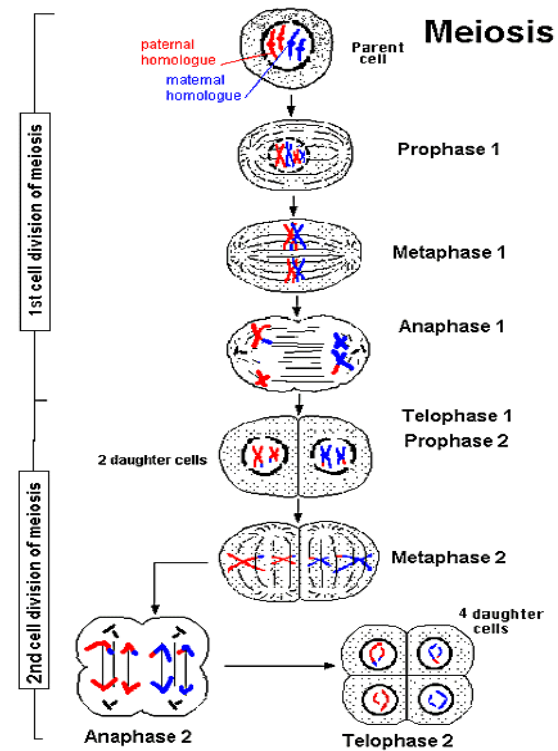 Meiosis
paternal
homologue
maternal
homologue
Parent
cell
1st cell division of meiosis
Prophase 1
Metaphase 1
Anaphase 1
Telophase 1
Prophase 2
2 daughter cells
2nd cell division of meiosis
Metaphase 2
4 daughter
cells
Anaphase 2
Telophase 2